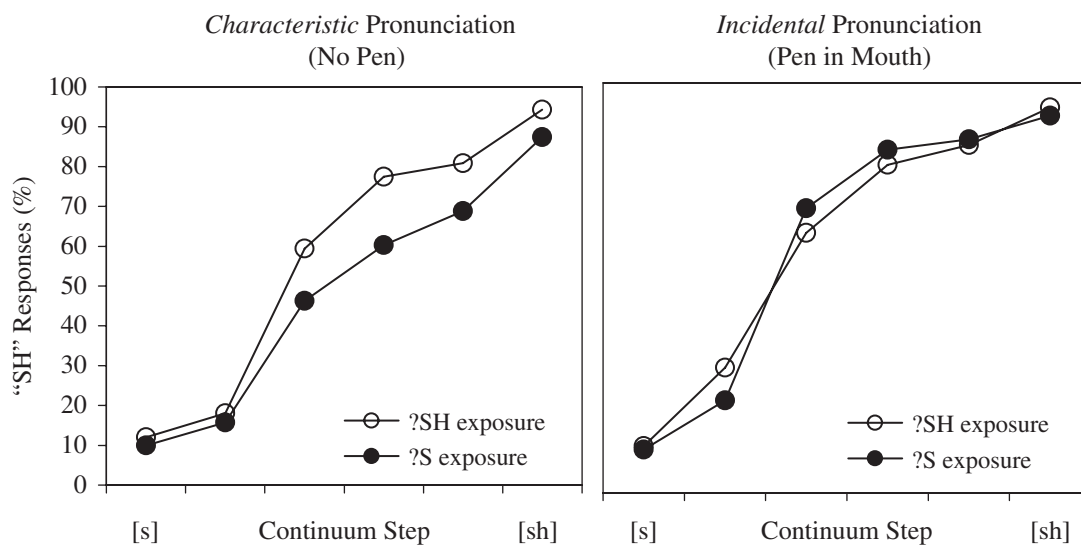 Characteristic Pronunciation
(No Pen)
Incidental Pronunciation
(Pen in Mouth)
“SH” Responses (%)
100
90
80
70
60
50
40
30
20
10
0
?SH exposure
?S exposure
?SH exposure
?S exposure
[s] Continuum Step [sh]
[s] Continuum Step [sh]